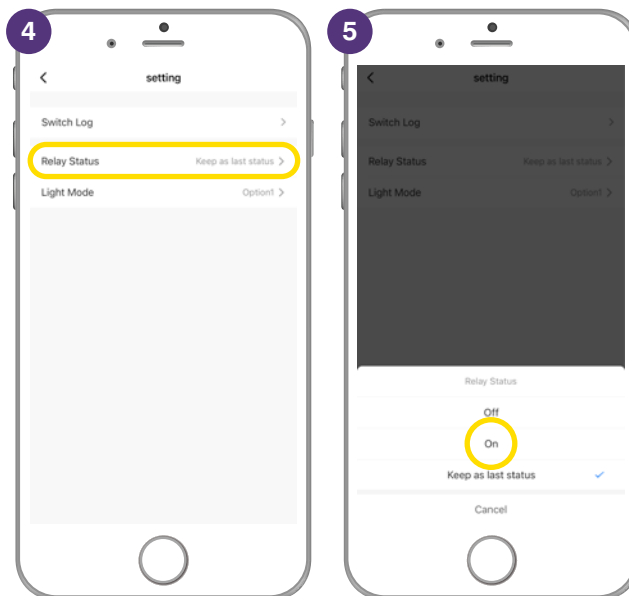 4
setting
Switch Log
Relay Status Keep as last status
Light Mode Option1
5
setting
Switch Log
Relay Status Keep as last status
Light Mode Option1
Relay Status
Off
On
Keep as last status
Cancel